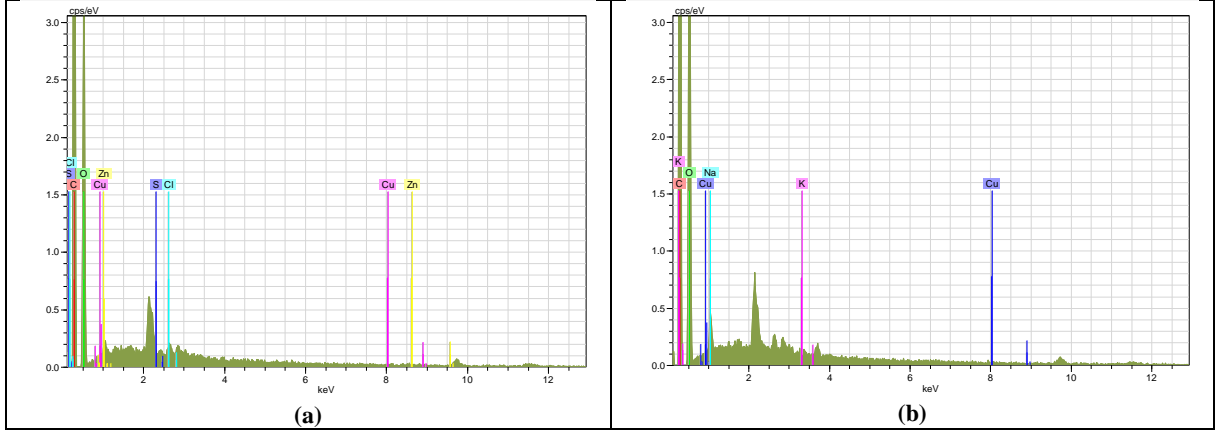 cps/eV
3.0
2.5
2.0
1.5
1.0
0.5
0.0
Cl
S O Zn
C Cu S Cl Cu Zn
2 4 6 8 10 12
keV
(a)
cps/eV
3.0
2.5
2.0
1.5
1.0
0.5
0.0
K
O Na
C Cu K Cu
2 4 6 8 10 12
keV
(b)